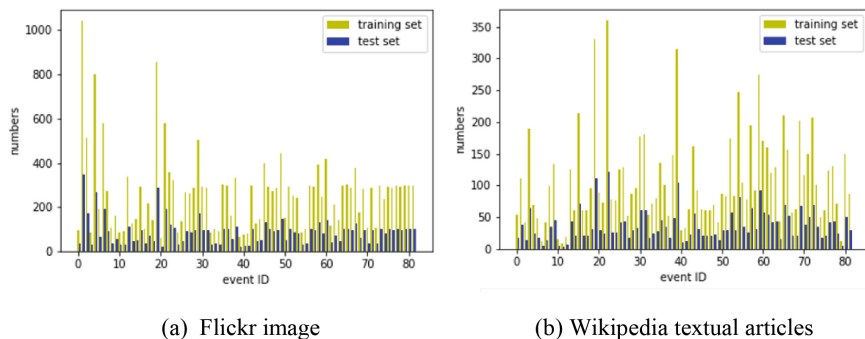 training set
test set
1000
800
600
400
200
0
numbers
0 10 20 30 40 50 60 70 80
event ID
(a) Flickr image
training set
test set
350
300
250
200
150
100
50
0
numbers
0 10 20 30 40 50 60 70 80
event ID
(b) Wikipedia textual articles